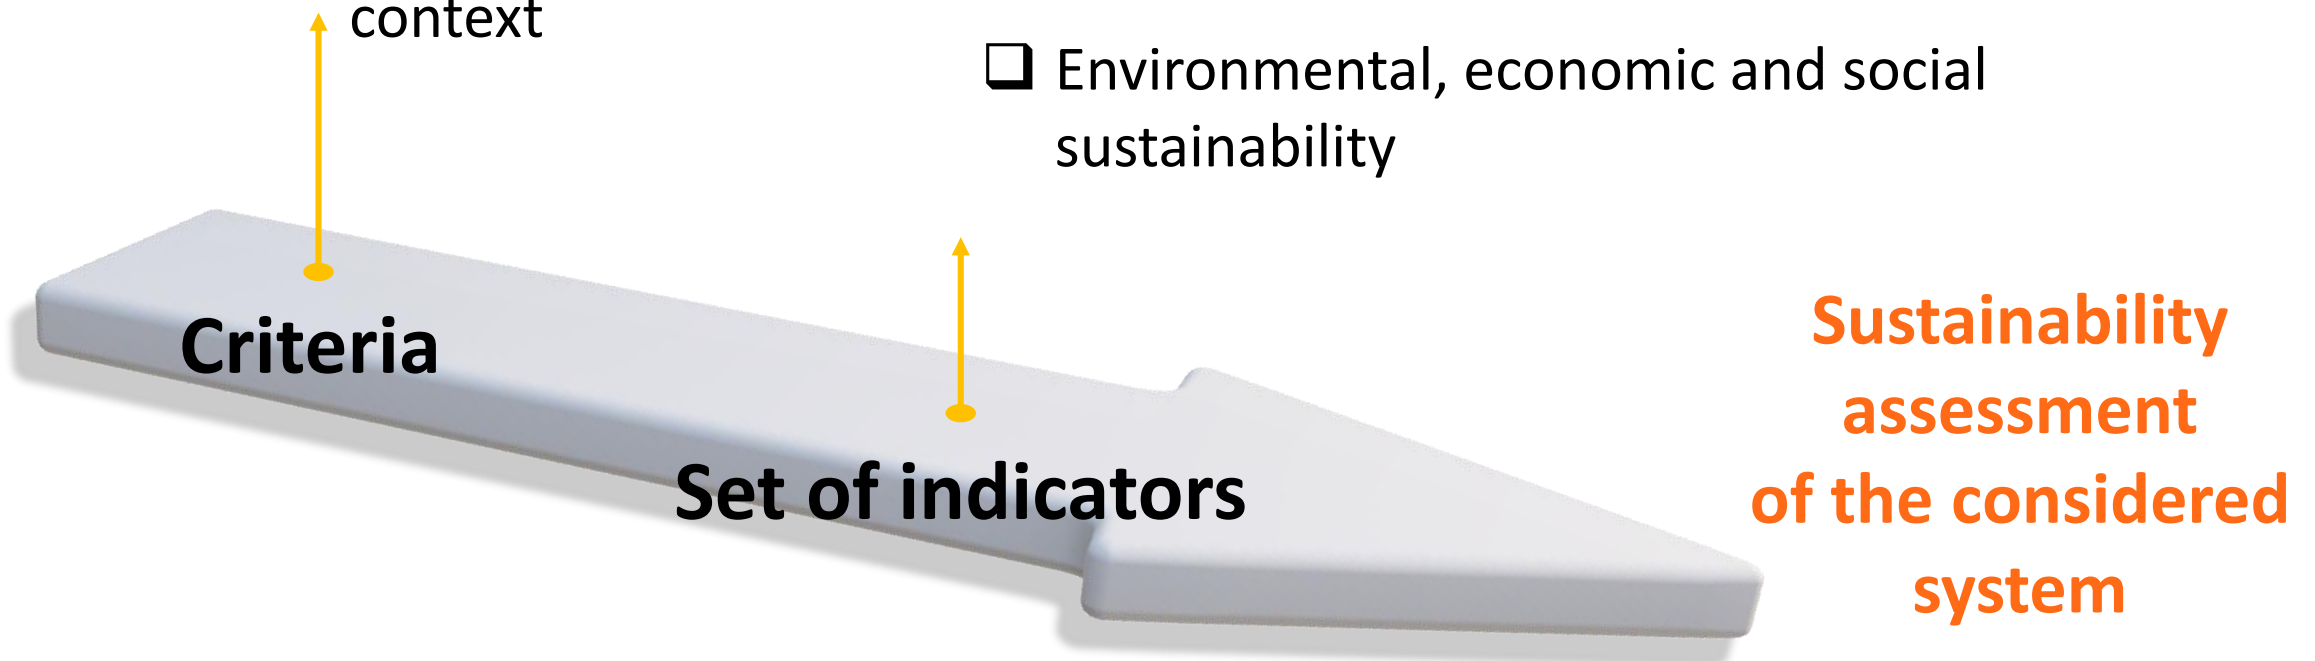 context
Environmental, economic and social
sustainability
Criteria
Set of indicators
Sustainability
assessment
of the considered
system